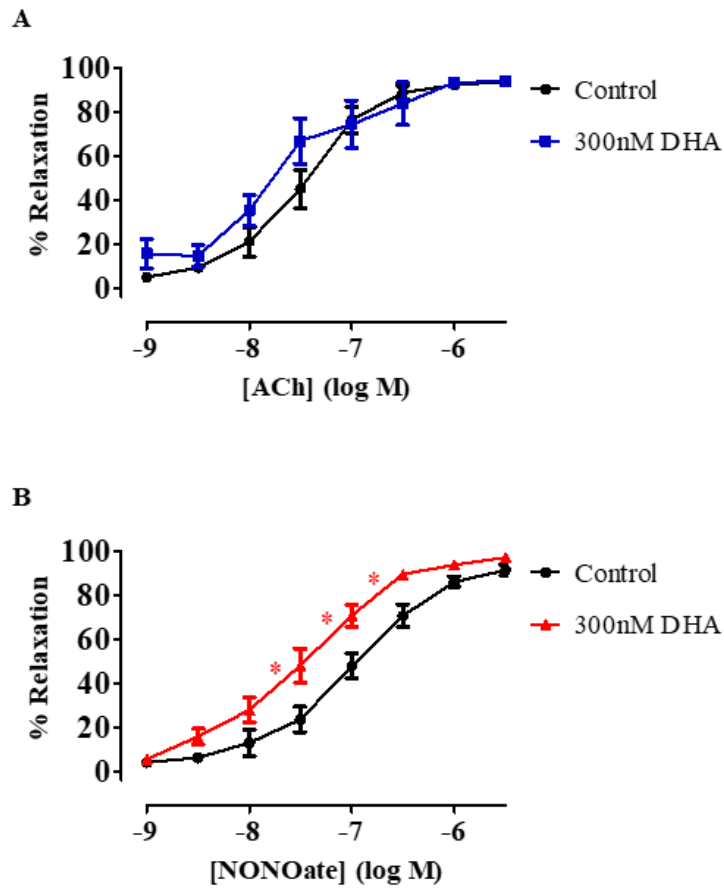 A
100
80
60
40
20
0
% Relaxation
-9 -8 -7 -6
[ACh] (log M)
Control
300nM DHA
B
100
80
60
40
20
0
% Relaxation
* * *
-9 -8 -7 -6
[NONOate] (log M)
Control
300nM DHA